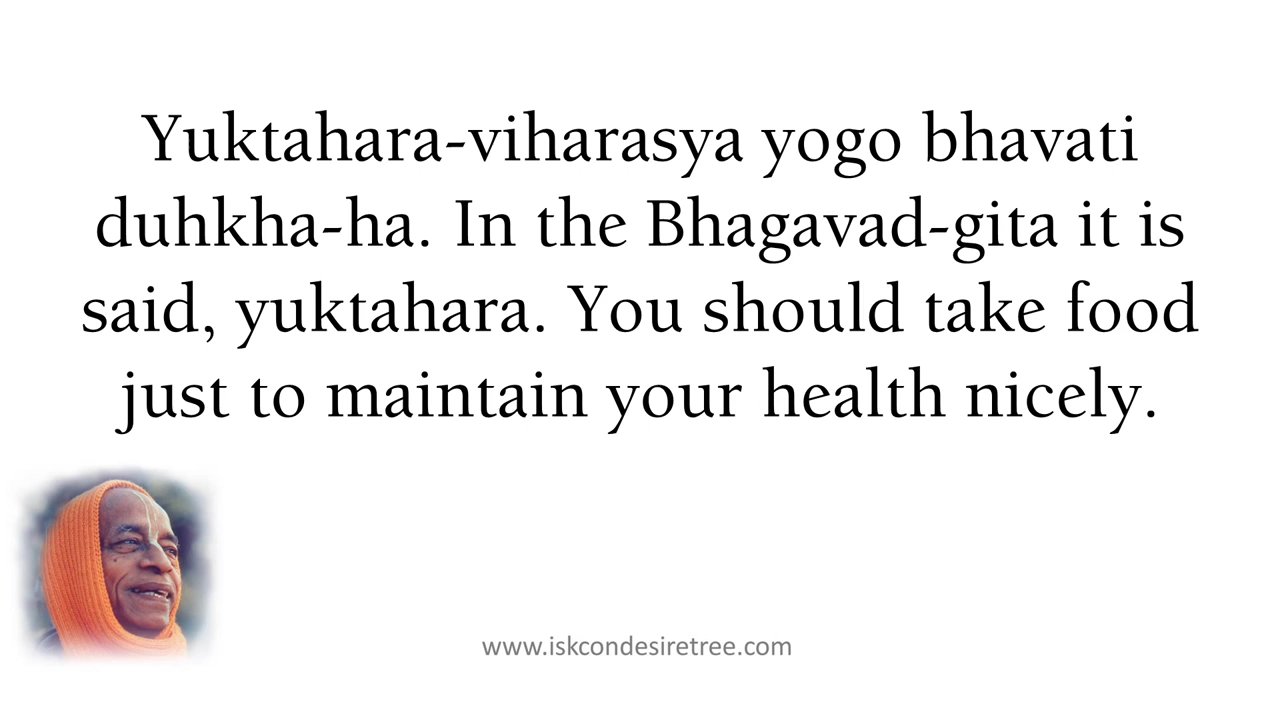 Yuktahara-viharasya yogo bhavati
duhkha-ha. In the Bhagavad-gita it is
said, yuktahara. You should take food
just to maintain your health nicely.
www.iskcondesiretree.com